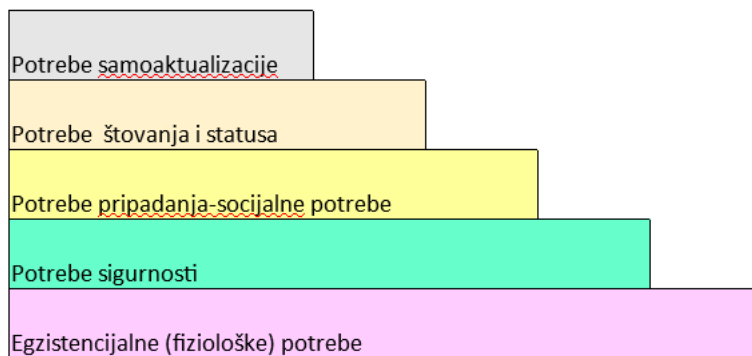 Potrebe samoaktualizacije
Potrebe  štovanja i statusa
Potrebe pripadanja-socijalne potrebe
Potrebe sigurnosti
Egzistencijalne (fiziološke) potrebe